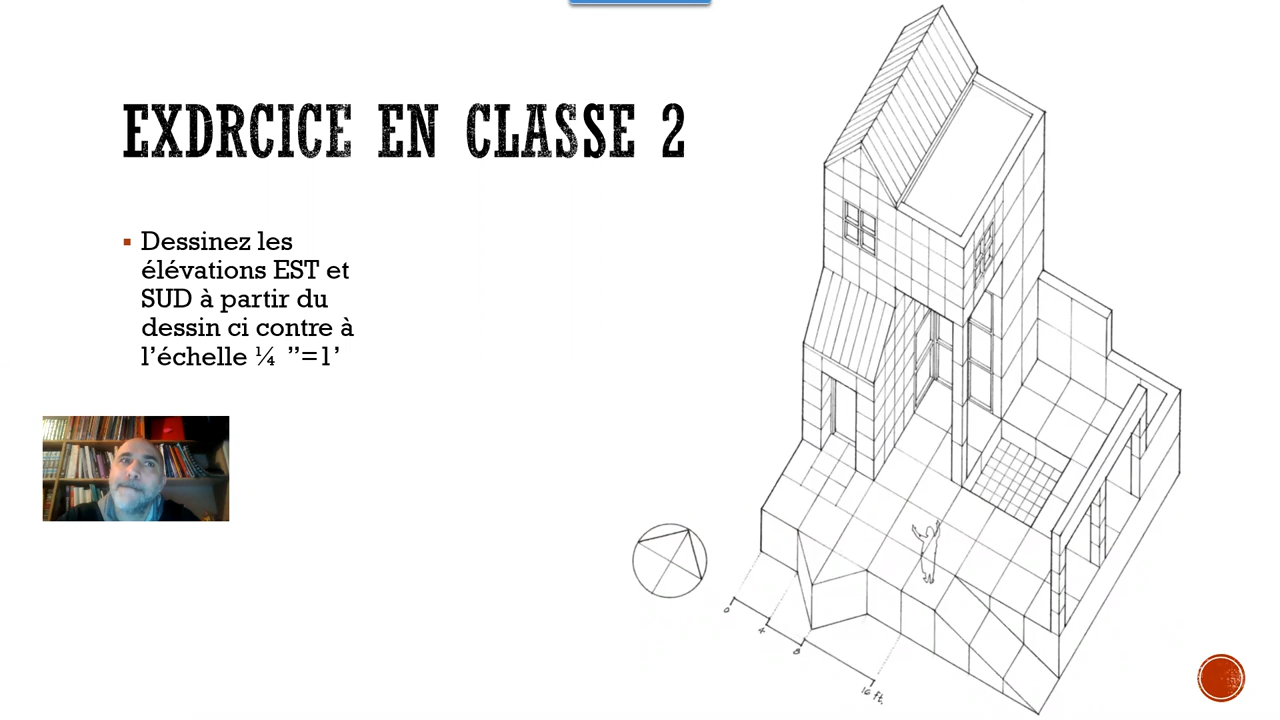 EXDRCICE EN CLASSE 2
Dessinez les
élévations EST et
SUD à partir du
dessin ci contre à
l’échelle ¼ ”=1’
0
4
8
16 ft.